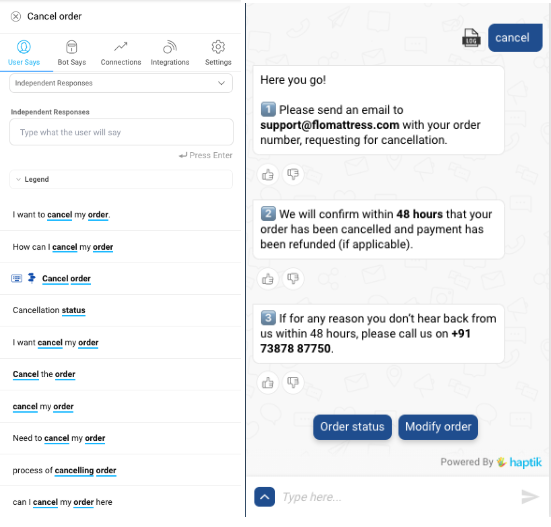 Cancel order
User Says
Bot Says
Connections
Integrations
Settings
Independent Responses
Independent Responses
Type what the user will say
Press Enter
Legend
I want to cancel my order.
How can I cancel my order
Cancel order
Cancellation status
I want cancel my order
Cancel the order
cancel my order
Need to cancel my order
process of cancelling order
can I cancel my order here
LOG
cancel
Here you go!
1 Please send an email to
support@flomattress.com with your order
number, requesting for cancellation.
2 We will confirm within 48 hours that your
order has been cancelled and payment has
been refunded (if applicable).
3 If for any reason you don't hear back from
us within 48 hours, please call us on +91
73878 87750.
Order status
Modify order
Powered By haptik
Type here...